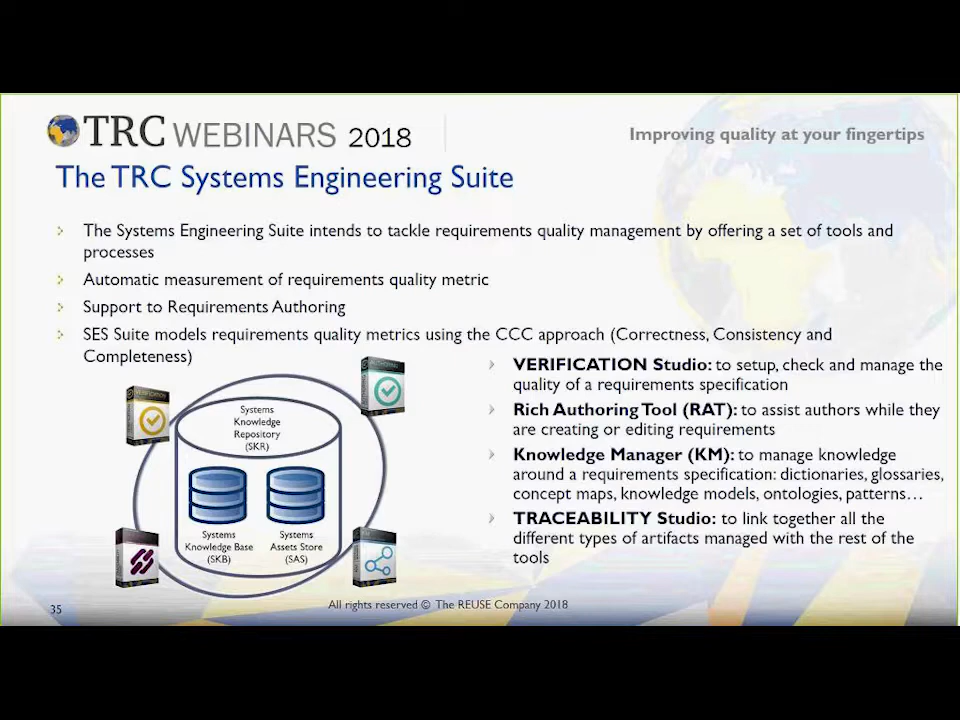 TRC WEBINARS 2018
Improving quality at your fingertips
The TRC Systems Engineering Suite
The Systems Engineering Suite intends to tackle requirements quality management by offering a set of tools and
processes
Automatic measurement of requirements quality metric
Support to Requirements Authoring
SES Suite models requirements quality metrics using the CCC approach (Correctness, Consistency and
Completeness)
Systems
Knowledge
Repository
(SKR)
Systems
Knowledge Base
(SKB)
Systems
Assets Store
(SAS)
VERIFICATION Studio: to setup, check and manage the
quality of a requirements specification
Rich Authoring Tool (RAT): to assist authors while they
are creating or editing requirements
Knowledge Manager (KM): to manage knowledge
around a requirements specification: dictionaries, glossaries,
concept maps, knowledge models, ontologies, patterns…
TRACEABILITY Studio: to link together all the
different types of artifacts managed with the rest of the
tools
35
All rights reserved © The REUSE Company 2018